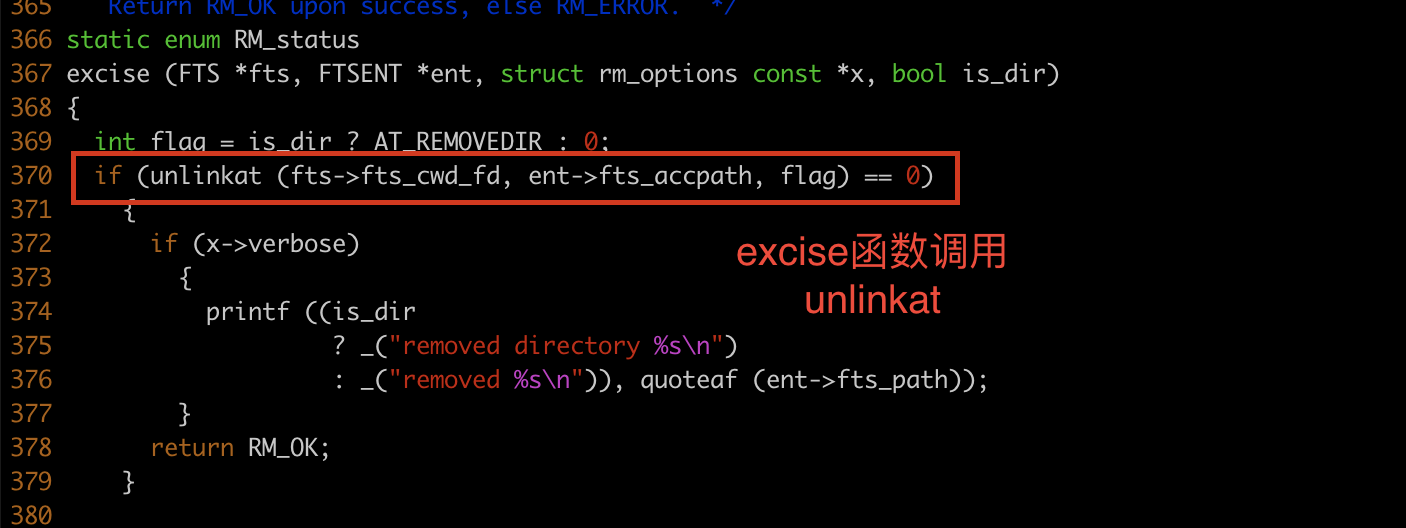 365    Return RM_OK upon success, else RM_ERROR.  */
366 static enum RM_status
367 excise (FTS *fts, FTSENT *ent, struct rm_options const *x, bool is_dir)
368 {
369   int flag = is_dir ? AT_REMOVEDIR : 0;
370   if (unlinkat (fts->fts_cwd_fd, ent->fts_accpath, flag) == 0)
371     {
372       if (x->verbose)
excise函数调用
373         {
unlinkat
374           printf ((is_dir
375                    ? _("removed directory %s\n")
376                    : _("removed %s\n")), quoteaf (ent->fts_path));
377         }
378       return RM_OK;
379     }
380